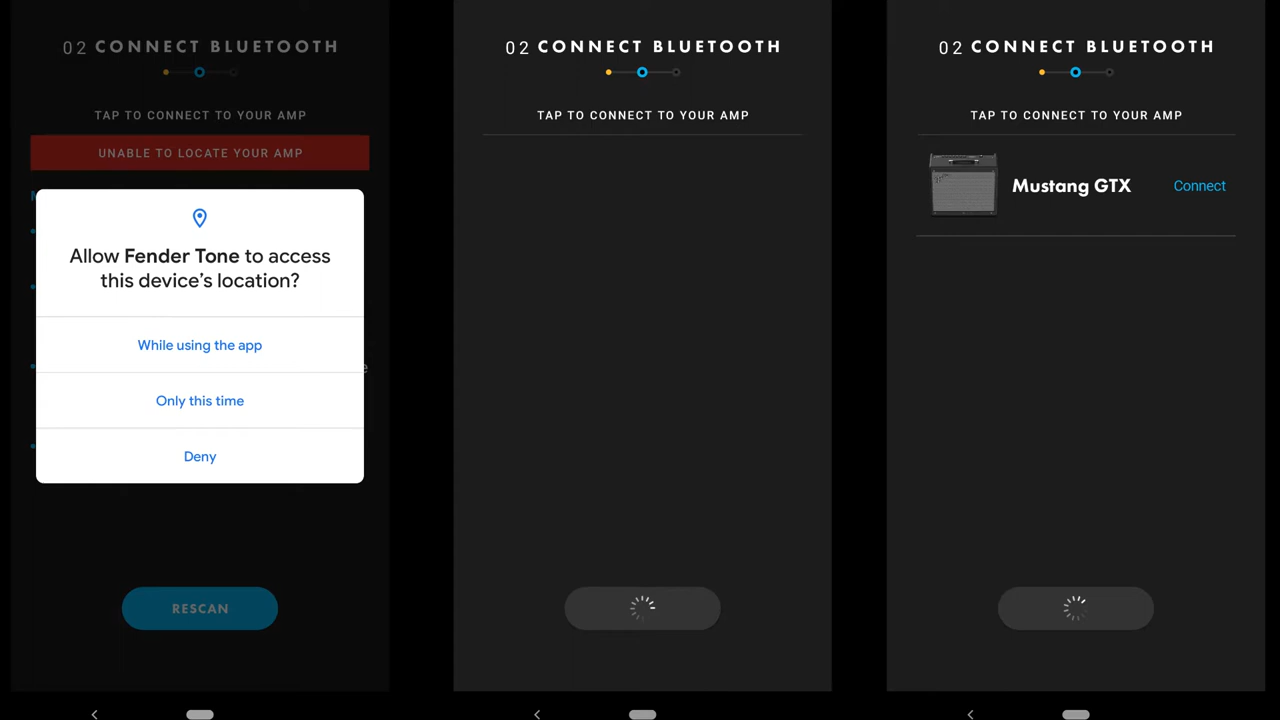 02 CONNECT BLUETOOTH
TAP TO CONNECT TO YOUR AMP
UNABLE TO LOCATE YOUR AMP
Allow Fender Tone to access
this device's location?
While using the app
Only this time
Deny
RESCAN
02 CONNECT BLUETOOTH
TAP TO CONNECT TO YOUR AMP
02 CONNECT BLUETOOTH
TAP TO CONNECT TO YOUR AMP
Mustang GTX
Connect